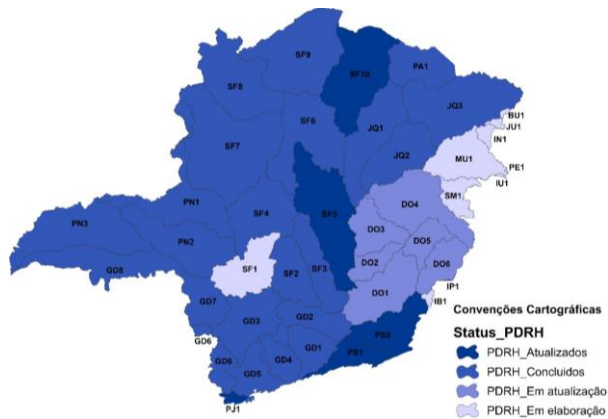 SF9
SF10
PA1
SF8
JQ3
BU1
SF6
JQ1
JU1
IN1
SF7
JQ2
MU1
PE1
IU1
PN1
SM1
SF4
SF5
DO4
PN3
DO3
PN2
DO5
SF1
SF2
SF3
DO2
DO6
GD8
IP1
GD7
DO1
IB1
GD3
GD2
Convenções Cartográficas
PS2
Status_PDRH
GD6
GD1
PS1
PDRH_Atualizados
GD6
GD4
GD5
PDRH_Concluidos
PDRH_Em atualização
PJ1
PDRH_Em elaboração